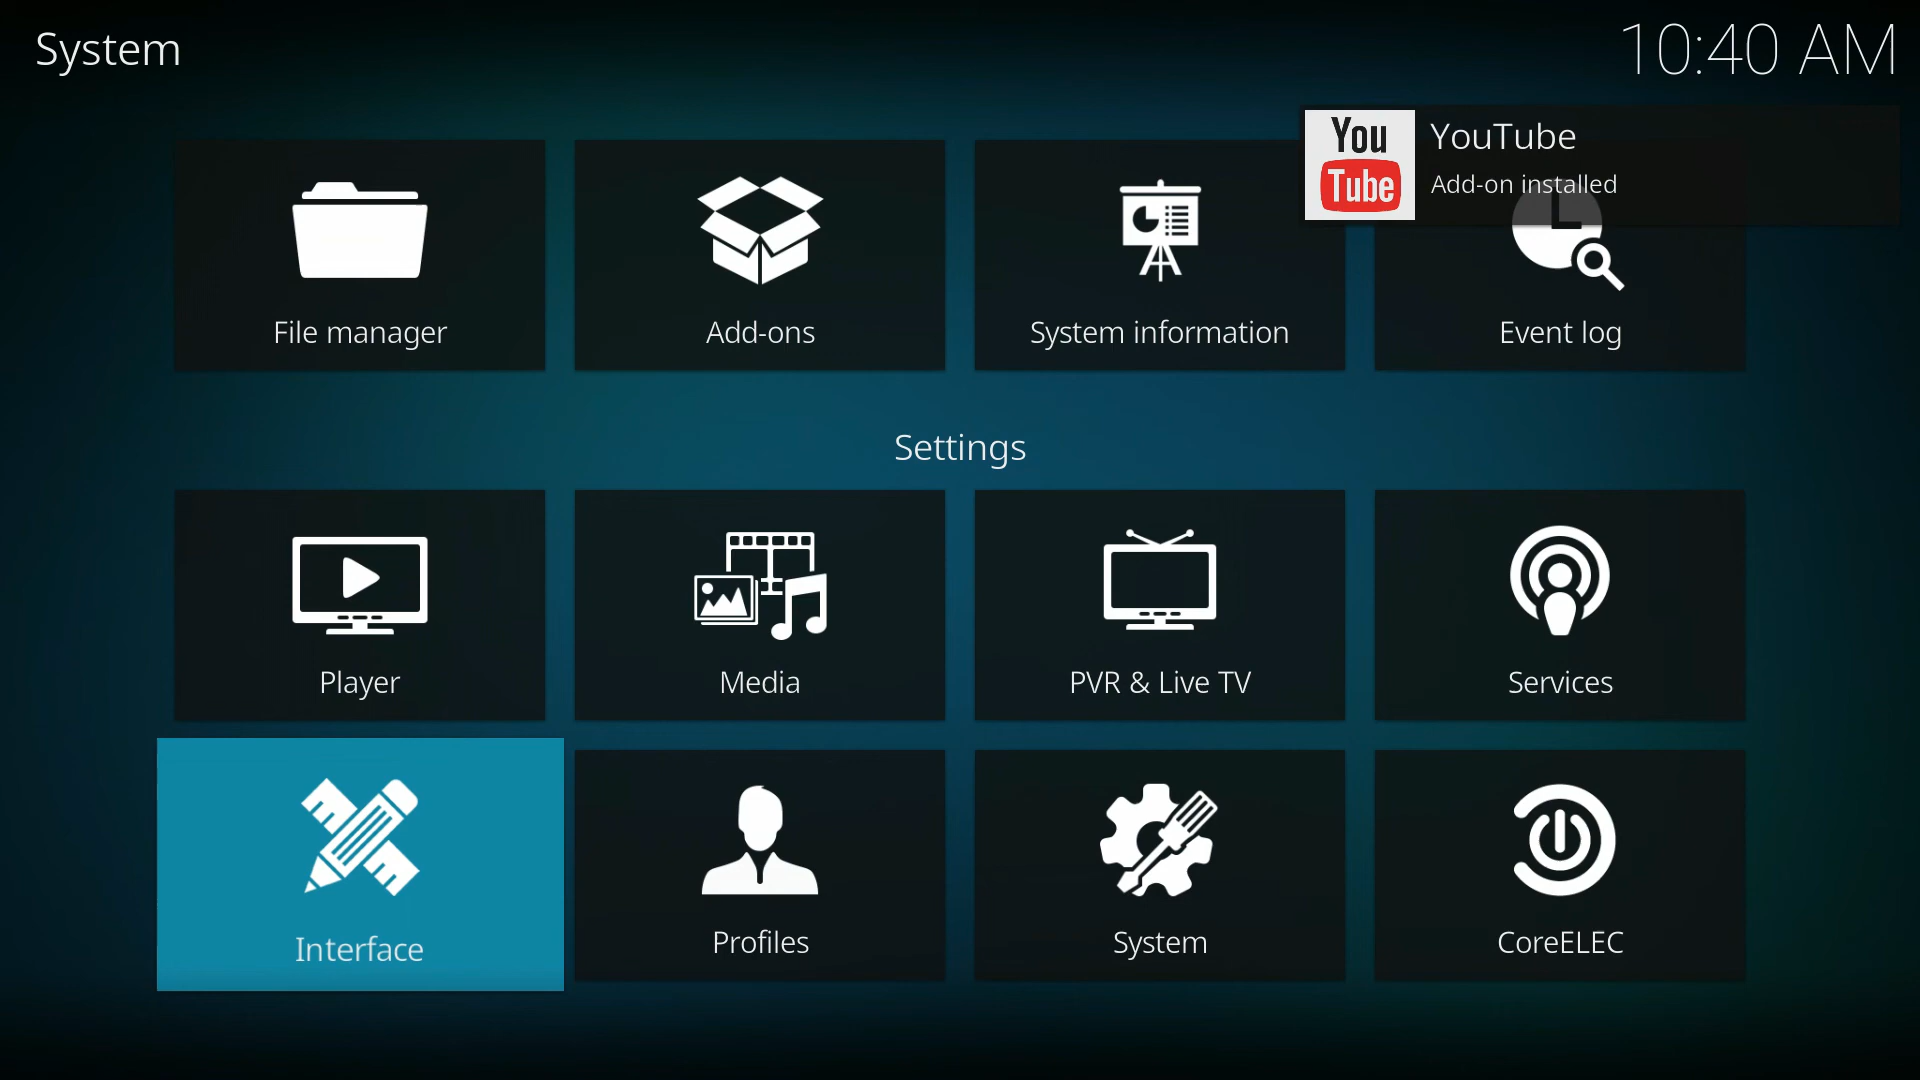 System
10:40 AM
You
Tube
YouTube
Add-on installed
File manager
Add-ons
System information
Event log
Settings
Player
Media
PVR & Live TV
Services
Interface
Profiles
System
CoreELEC